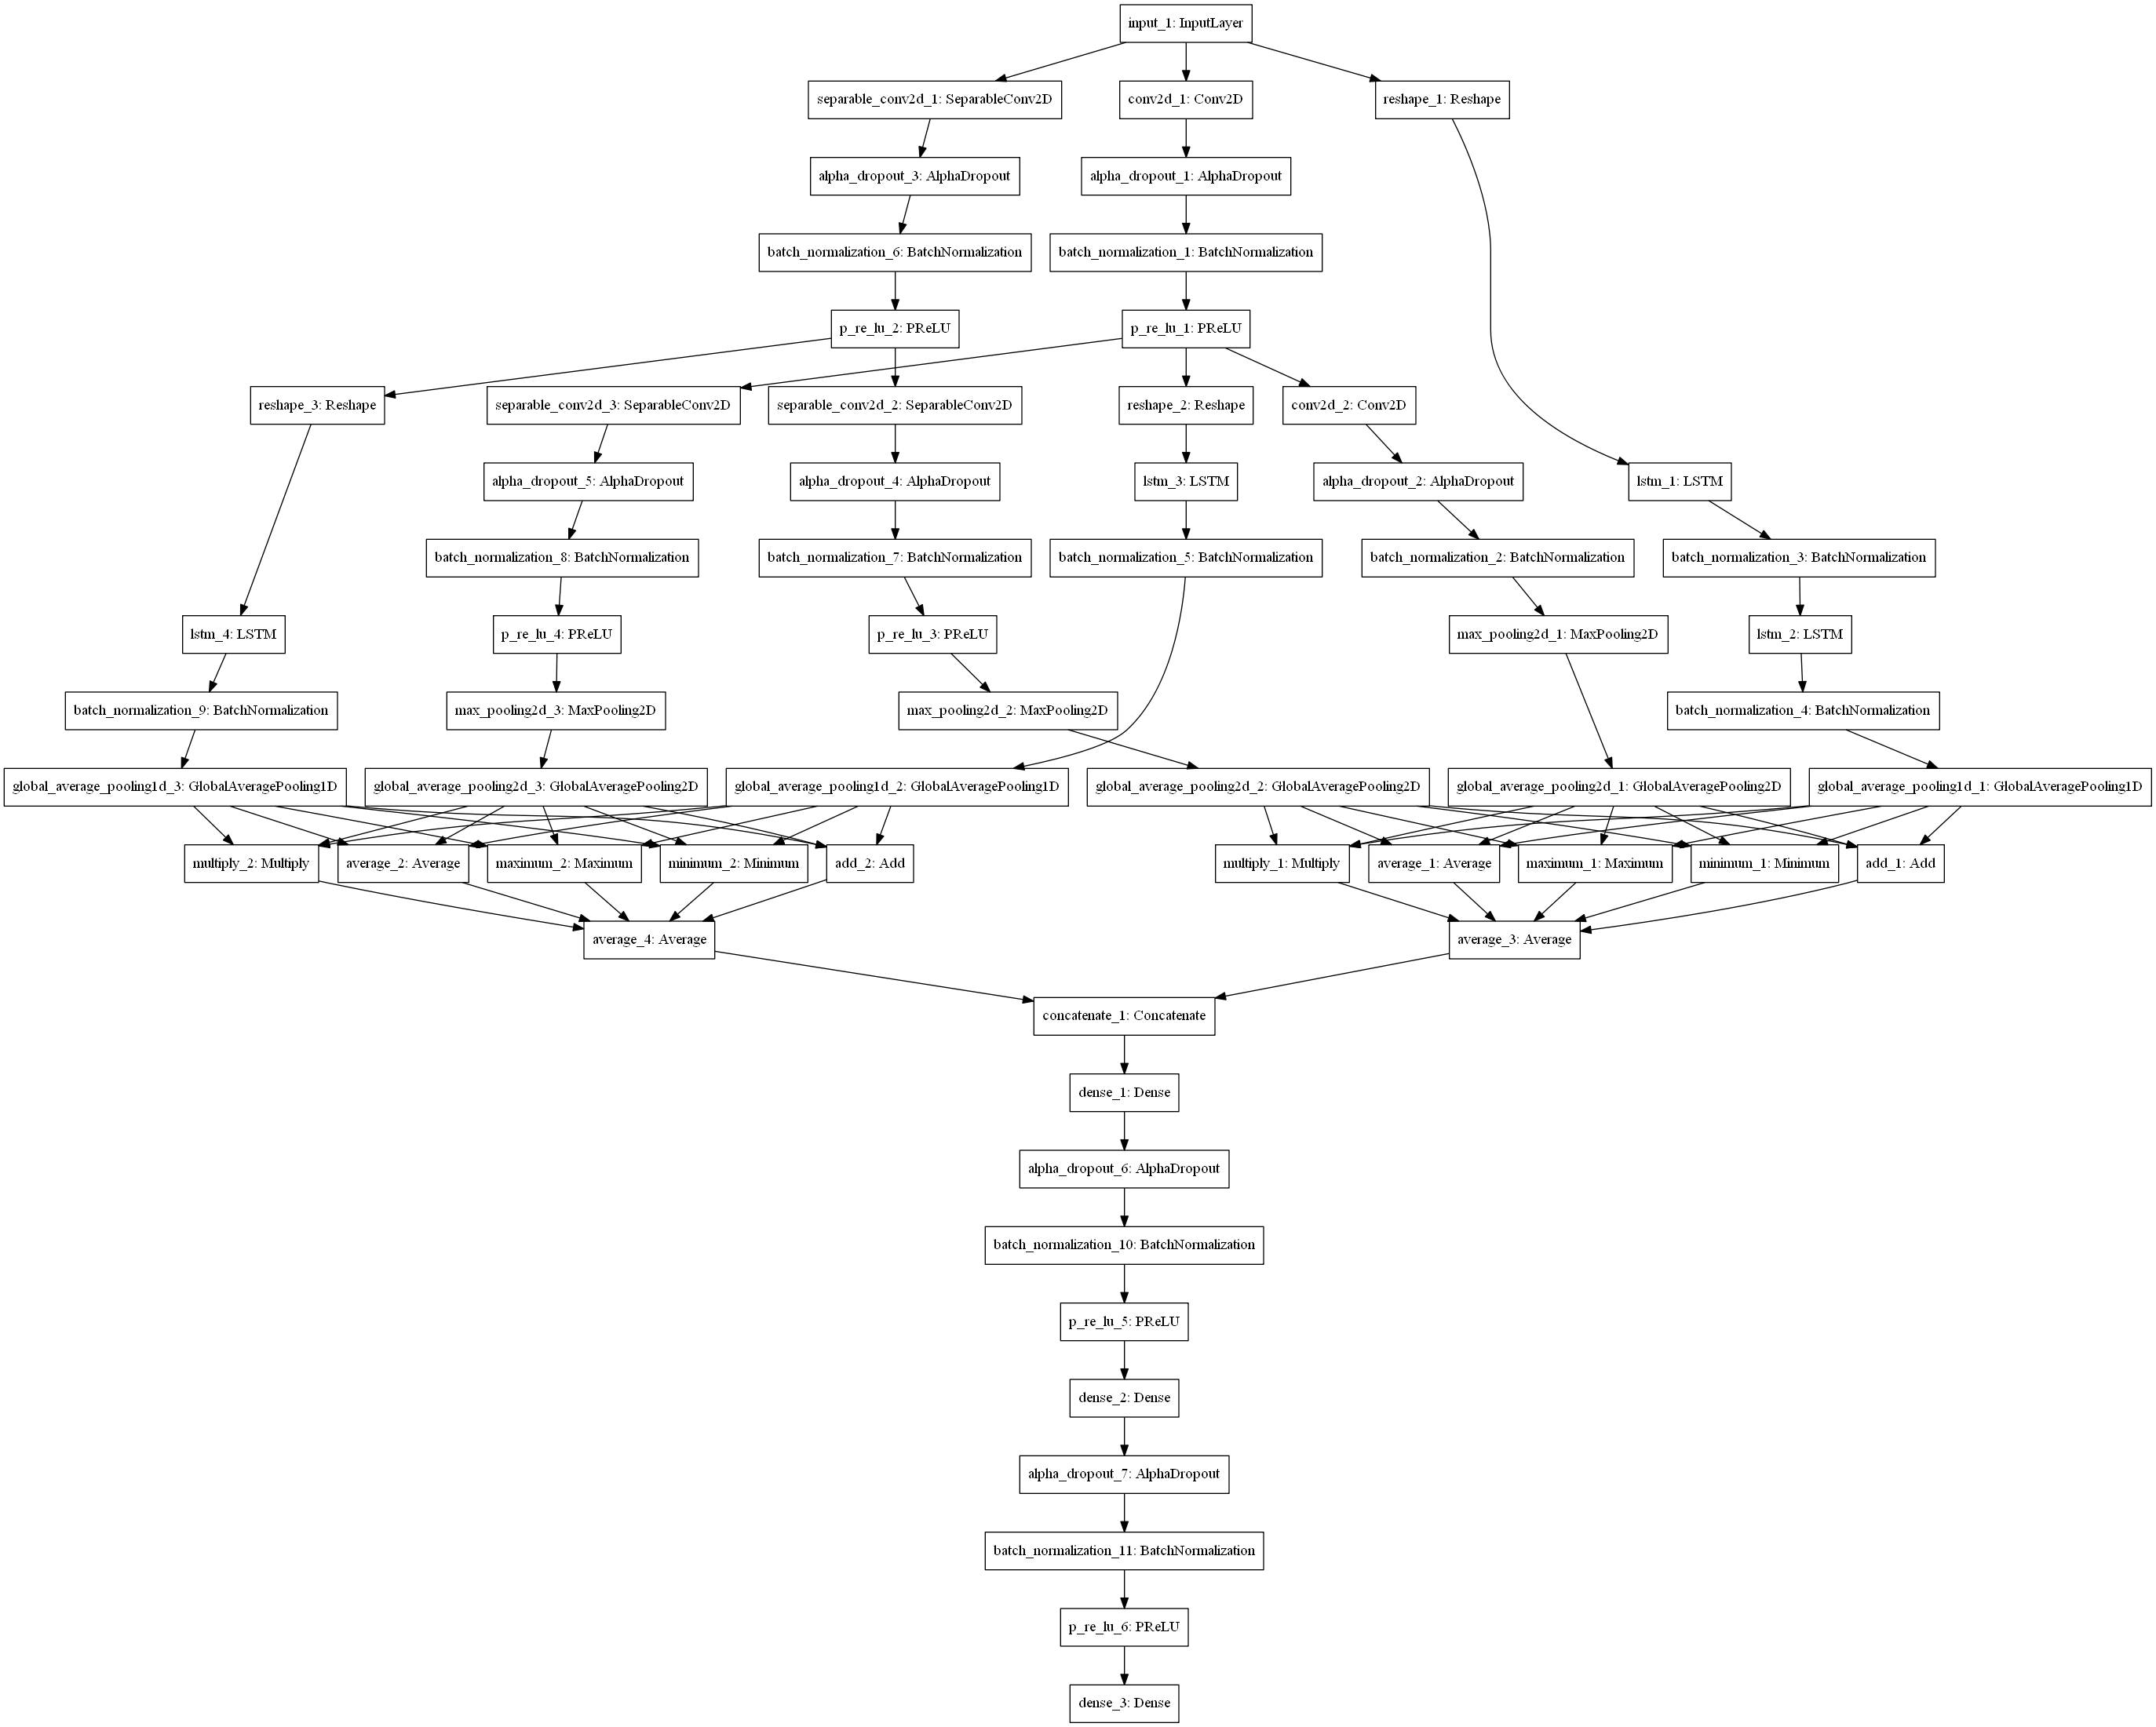 input_1: InputLayer
separable_conv2d_1: SeparableConv2D
conv2d_1: Conv2D
reshape_1: Reshape
alpha_dropout_3: AlphaDropout
alpha_dropout_1: AlphaDropout
batch_normalization_6: BatchNormalization
batch_normalization_1: BatchNormalization
p_re_lu_2: PReLU
p_re_lu_1: PReLU
reshape_3: Reshape
separable_conv2d_3: SeparableConv2D
separable_conv2d_2: SeparableConv2D
reshape_2: Reshape
conv2d_2: Conv2D
alpha_dropout_5: AlphaDropout
alpha_dropout_4: AlphaDropout
lstm_3: LSTM
alpha_dropout_2: AlphaDropout
lstm_1: LSTM
batch_normalization_8: BatchNormalization
batch_normalization_7: BatchNormalization
batch_normalization_5: BatchNormalization
batch_normalization_2: BatchNormalization
batch_normalization_3: BatchNormalization
lstm_4: LSTM
p_re_lu_4: PReLU
p_re_lu_3: PReLU
max_pooling2d_1: MaxPooling2D
lstm_2: LSTM
batch_normalization_9: BatchNormalization
max_pooling2d_3: MaxPooling2D
max_pooling2d_2: MaxPooling2D
batch_normalization_4: BatchNormalization
global_average_pooling1d_3: GlobalAveragePooling1D
global_average_pooling2d_3: GlobalAveragePooling2D
global_average_pooling1d_2: GlobalAveragePooling1D
global_average_pooling2d_2: GlobalAveragePooling2D
global_average_pooling2d_1: GlobalAveragePooling2D
global_average_pooling1d_1: GlobalAveragePooling1D
multiply_2: Multiply
average_2: Average
maximum_2: Maximum
minimum_2: Minimum
add_2: Add
multiply_1: Multiply
average_1: Average
maximum_1: Maximum
minimum_1: Minimum
add_1: Add
average_4: Average
average_3: Average
concatenate_1: Concatenate
dense_1: Dense
alpha_dropout_6: AlphaDropout
batch_normalization_10: BatchNormalization
p_re_lu_5: PReLU
dense_2: Dense
alpha_dropout_7: AlphaDropout
batch_normalization_11: BatchNormalization
p_re_lu_6: PReLU
dense_3: Dense